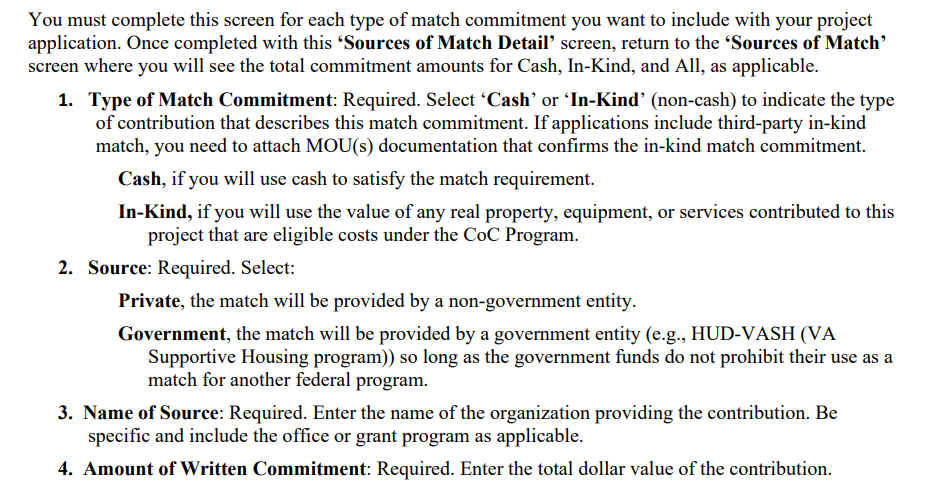 You must complete this screen for each type of match commitment you want to include with your project
application. Once completed with this ‘Sources of Match Detail’ screen, return to the ‘Sources of Match’
screen where you will see the total commitment amounts for Cash, In-Kind, and All, as applicable.
1. Type of Match Commitment: Required. Select ‘Cash’ or ‘In-Kind’ (non-cash) to indicate the type
of contribution that describes this match commitment. If applications include third-party in-kind
match, you need to attach MOU(s) documentation that confirms the in-kind match commitment.
Cash, if you will use cash to satisfy the match requirement.
In-Kind, if you will use the value of any real property, equipment, or services contributed to this
project that are eligible costs under the CoC Program.
2. Source: Required. Select:
Private, the match will be provided by a non-government entity.
Government, the match will be provided by a government entity (e.g., HUD-VASH (VA
Supportive Housing program)) so long as the government funds do not prohibit their use as a
match for another federal program.
3. Name of Source: Required. Enter the name of the organization providing the contribution. Be
specific and include the office or grant program as applicable.
4. Amount of Written Commitment: Required. Enter the total dollar value of the contribution.